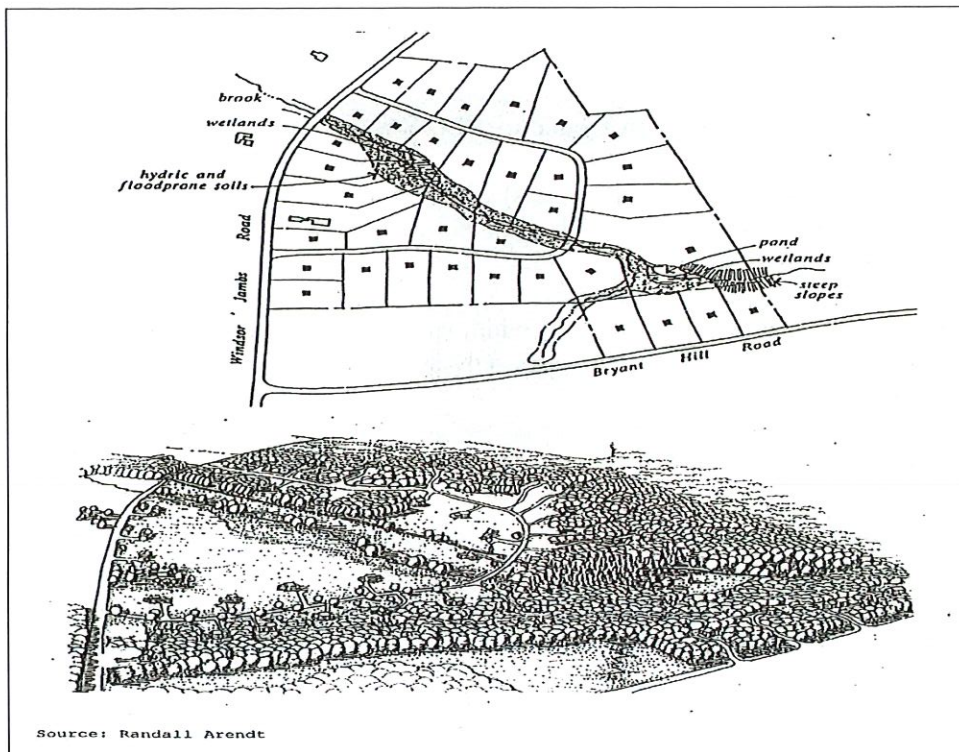 brook
wetlands
hydric and
floodprone soils
Windsor Jambs Road
pond
wetlands
steep
slopes
Bryant Hill Road
Source: Randall Arendt